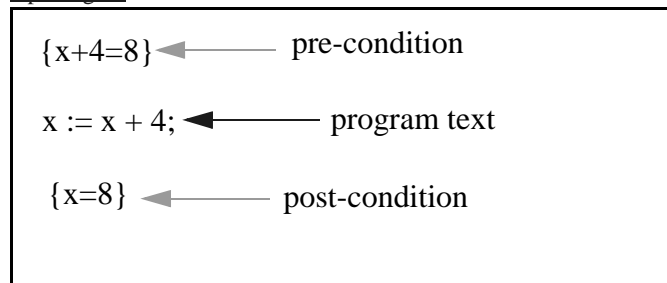 {x+4=8} pre-condition
x := x + 4; program text
{x=8} post-condition